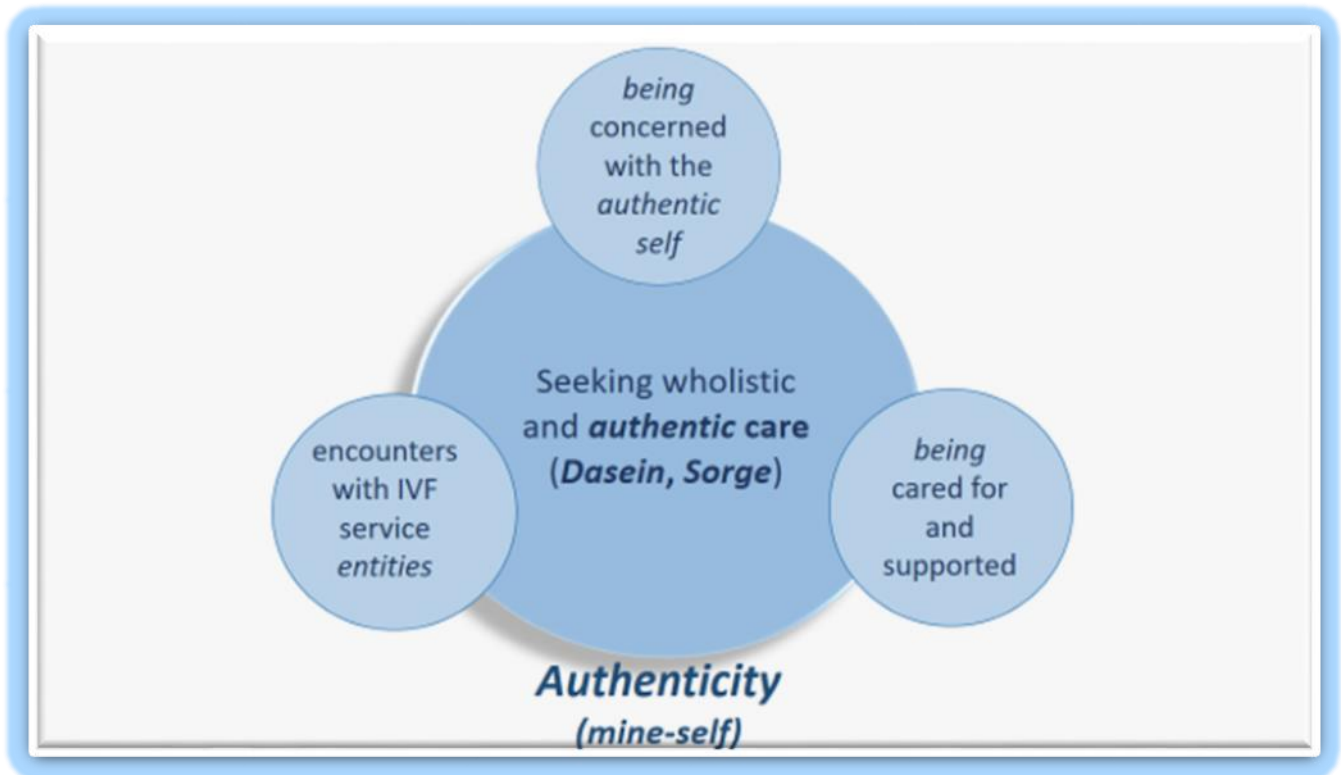 being
concerned
with the
authentic
self
Seeking wholistic
and authentic care
(Dasein, Sorge)
encounters
with IVF
service
entities
being
cared for
and
supported
Authenticity
(mine-self)